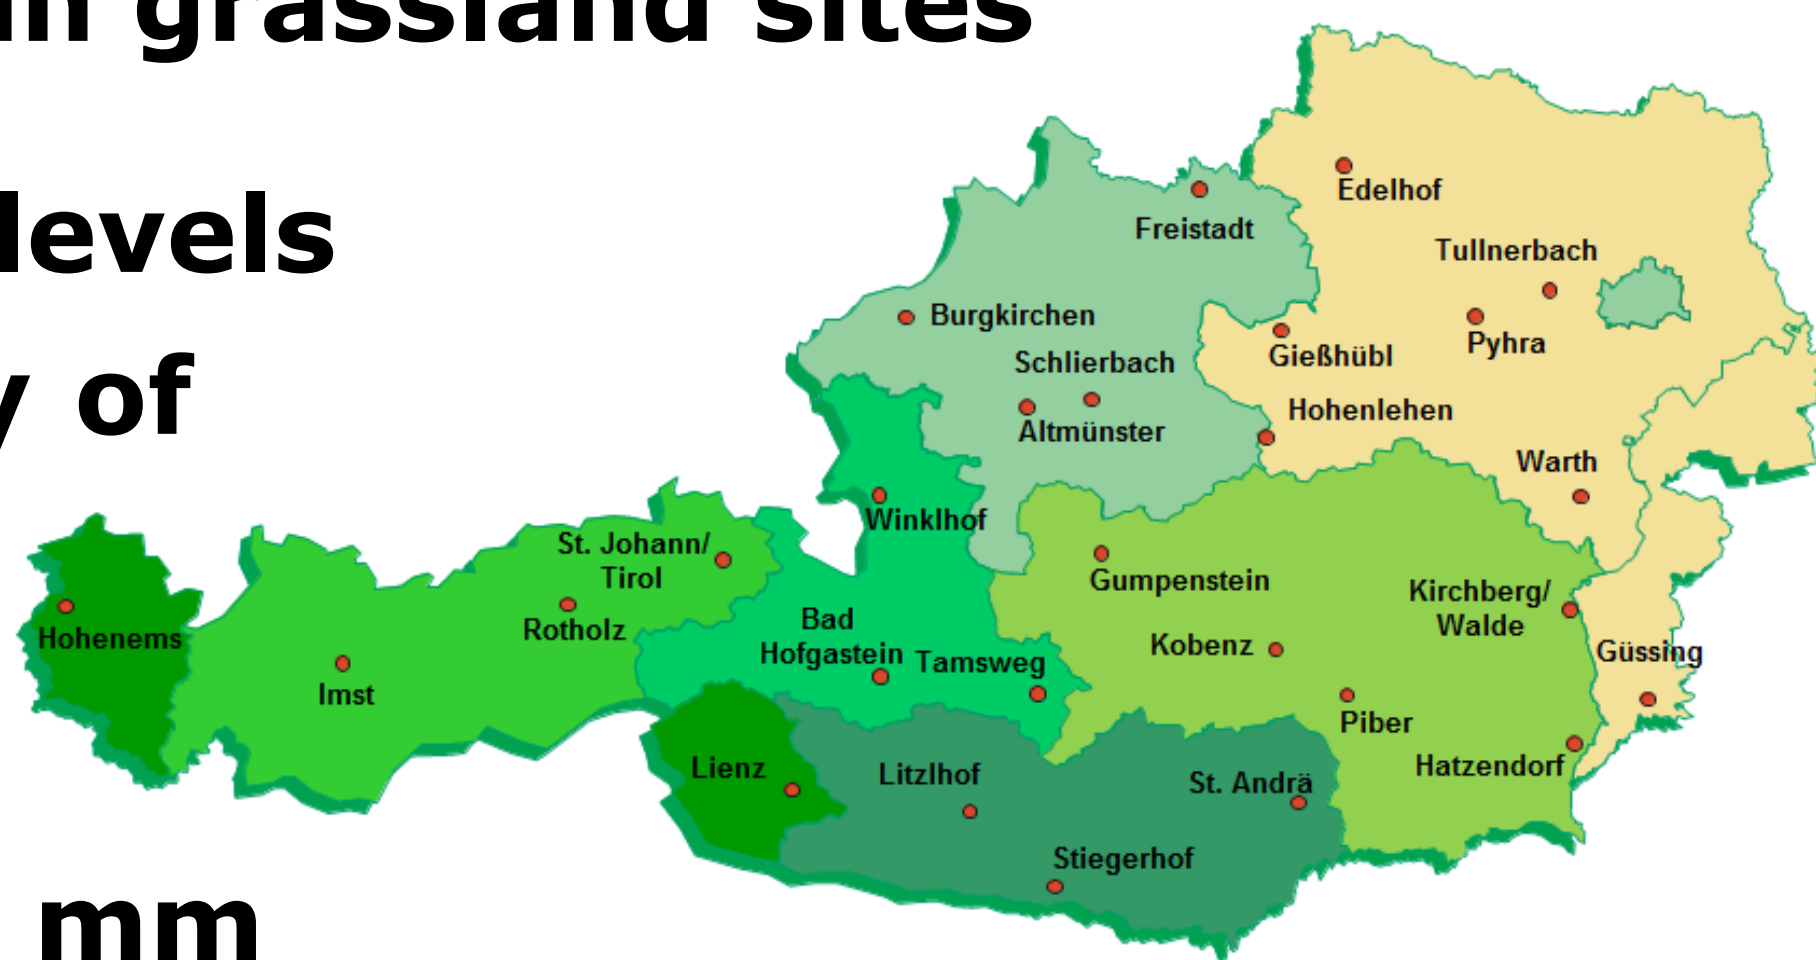 in grassland sites
levels
y of
mm
Edelhof
Freistadt
Tullnerbach
Burgkirchen
Pyhra
Gießhübl
Schlierbach
Altmünster
Hohenlehen
Warth
Winklhof
St. Johann/
Tirol
Gumpenstein
Kirchberg/
Walde
Hohenems
Rotholz
Bad
Hofgastein
Tamsweg
Kobenz
Güssing
Imst
Piber
Lienz
Litzlhof
St. Andrä
Hatzendorf
Stiegerhof